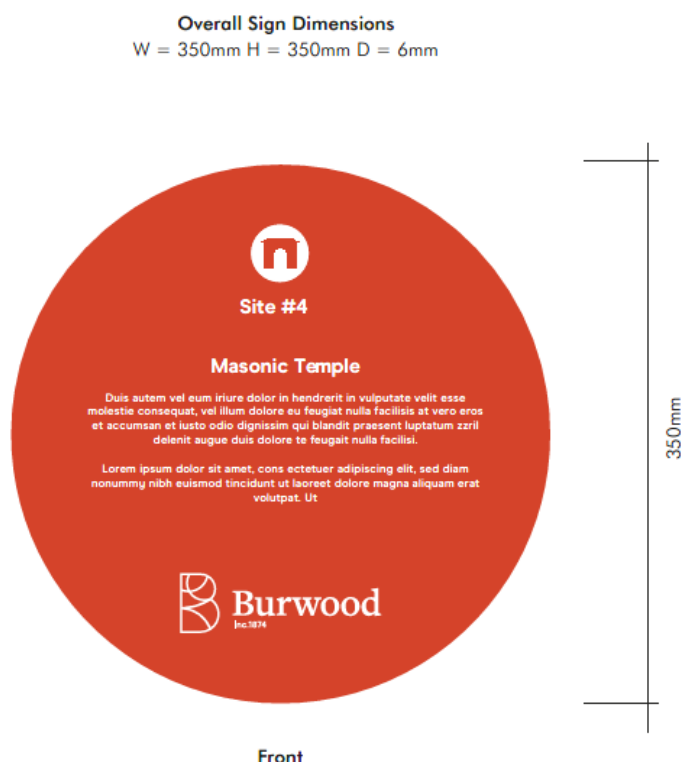 Overall Sign Dimensions
W = 350mm H = 350mm D = 6mm
Site #4
Masonic Temple
Duis autem vel eum iriure dolor in hendrerit in vulputate velit esse
molestie consequat, vel illum dolore eu feugiat nulla facilisis at vero eros
et accumsan et iusto odio dignissim qui blandit praesent luptatum zzril
delenit augue duis dolore te feugait nulla facilisi.
Lorem ipsum dolor sit amet, cons ectetuer adipiscing elit, sed diam
nonummy nibh euismod tincidunt ut laoreet dolore magna aliquam erat
volutpat. Ut
Burwood
Inc.1874
350mm
Front